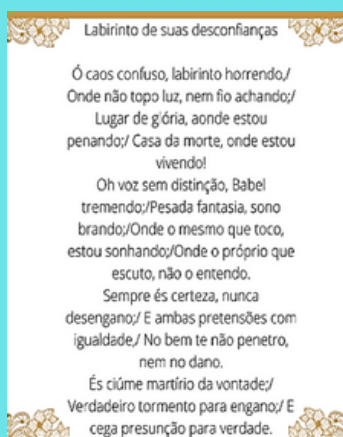 Labirinto de suas desconfianças
Ó caos confuso, labirinto horrendo,/
Onde não topo luz, nem fio achando;/
Lugar de glória, aonde estou
penando;/ Casa da morte, onde estou
vivendo!
Oh voz sem distinção, Babel
tremendo;/Pesada fantasia, sono
brando;/Onde o mesmo que toco,
estou sonhando;/Onde o próprio que
escuto, não o entendo.
Sempre és certeza, nunca
desengano;/ E ambas pretensões com
igualdade,/ No bem te não penetro,
nem no dano.
És ciúme martírio da vontade;/
Verdadeiro tormento para engano;/ E
cega presunção para verdade.